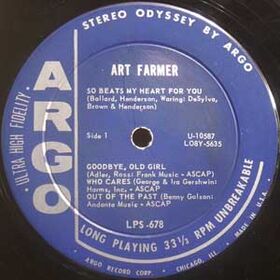 STEREO ODYSSEY BY ARGO
ULTRA HIGH FIDELITY.
ARGO
ART FARMER
SO BEATS MY HEART FOR YOU
(Ballard, Henderson, Waring: DeSylva,
Brown & Henderson)
Side 1
U-10587
LO8Y-5635
GOODBYE, OLD GIRL
(Adler, Ross: Frank Music - ASCAP)
WHO CARES (George & Ira Gershwin:
Harms, Inc. - ASCAP)
OUT OF THE PAST (Benny Golson:
Andante Music - ASCAP)
LPS-678
LONG PLAYING 33⅓ RPM UNBREAKABLE
ARGO RECORD CORP. CHICAGO, ILL. MADE IN U.S.A.